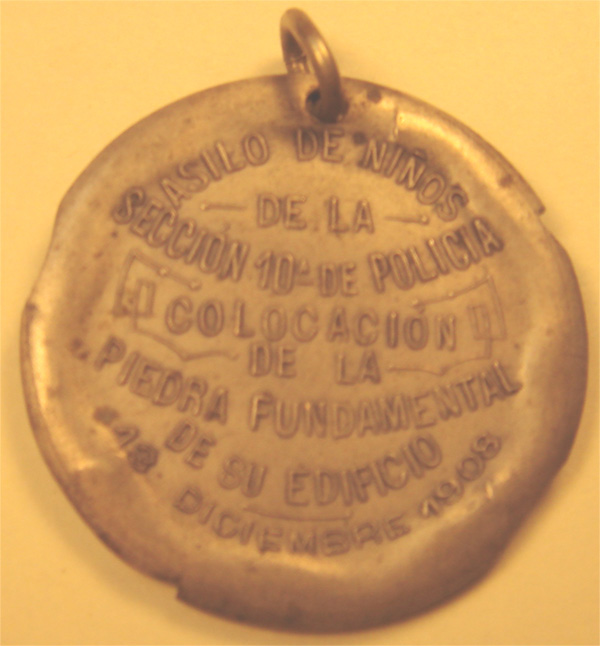 ASILO DE NIÑOS
DE LA
SECCIÓN 10ª DE POLICIA
COLOCACIÓN
DE LA
PIEDRA FUNDAMENTAL
DE SU EDIFICIO
DICIEMBRE 1908